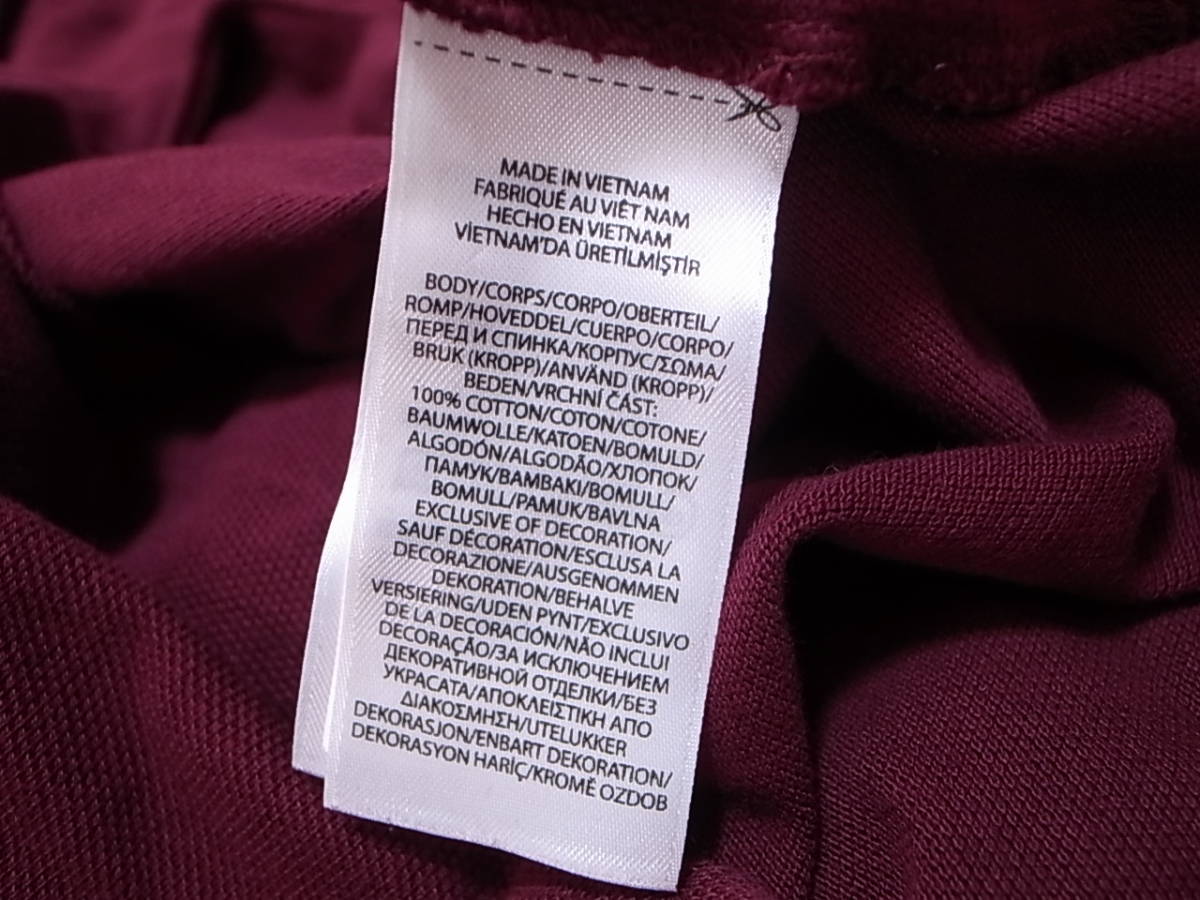 MADE IN VIETNAM
FABRIQUÉ AU VIÊT NAM
HECHO EN VIETNAM
VİETNAM'DA ÜRETİLMİŞTİR
BODY/CORPS/CORPO/OBERTEIL/
ROMP/HOVEDDEL/CUERPO/CORPO/
ПЕРЕД И СПИНКА/КОРПУС/ΣΩΜΑ/
BRUK (KROPP)/ANVÄND (KROPP)/
BEDEN/VRCHNÍ ČÁST:
100% COTTON/COTON/COTONE/
BAUMWOLLE/KATOEN/BOMULD/
ALGODÓN/ALGODÃO/ХЛОПОК/
ПАМУК/ΒΑΜΒΑΚΙ/BOMULL/
BOMULL/PAMUK/BAVLNA
EXCLUSIVE OF DECORATION/
SAUF DÉCORATION/ESCLUSA LA
DECORAZIONE/AUSGENOMMEN
DEKORATION/BEHALVE
VERSIERING/UDEN PYNT/EXCLUSIVO
DE LA DECORACIÓN/NÃO INCLUI
DECORAÇÃO/ЗА ИСКЛЮЧЕНИЕМ
ДЕКОРАТИВНОЙ ОТДЕЛКИ/БЕЗ
УКРАСАТА/ΑΠΟΚΛΕΙΣΤΙΚΗ ΑΠΟ
ΔΙΑΚΟΣΜΗΣΗ/UTELUKKER
DEKORASJON/ENBART DEKORATION/
DEKORASYON HARİÇ/KROMĚ OZDOB